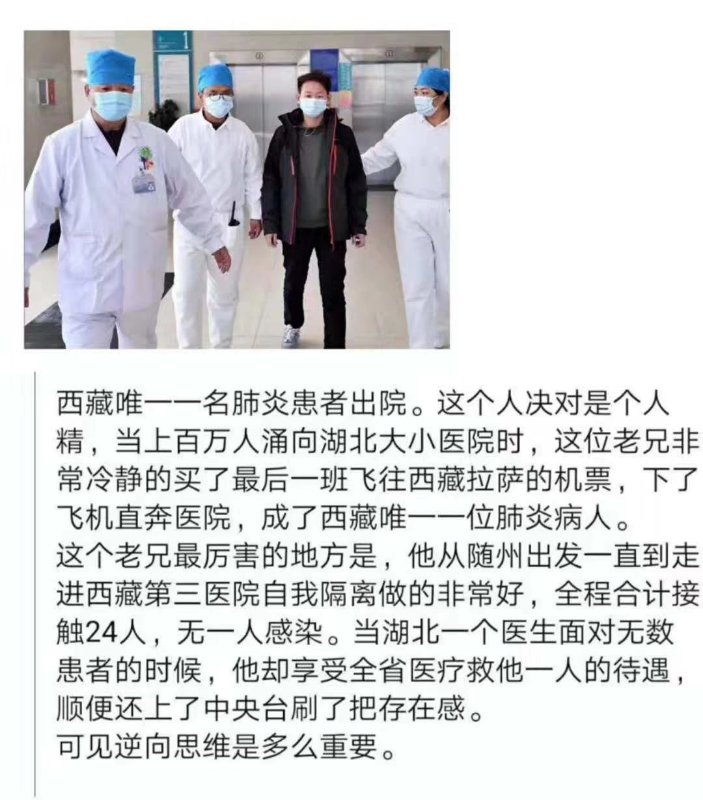 1
西藏唯一一名肺炎患者出院。这个人决对是个人
精，当上百万人涌向湖北大小医院时，这位老兄非
常冷静的买了最后一班飞往西藏拉萨的机票，下了
飞机直奔医院，成了西藏唯一一位肺炎病人。
这个老兄最厉害的地方是，他从随州出发一直到走
进西藏第三医院自我隔离做的非常好，全程合计接
触24人，无一人感染。当湖北一个医生面对无数
患者的时候，他却享受全省医疗救他一人的待遇，
顺便还上了中央台刷了把存在感。
可见逆向思维是多么重要。